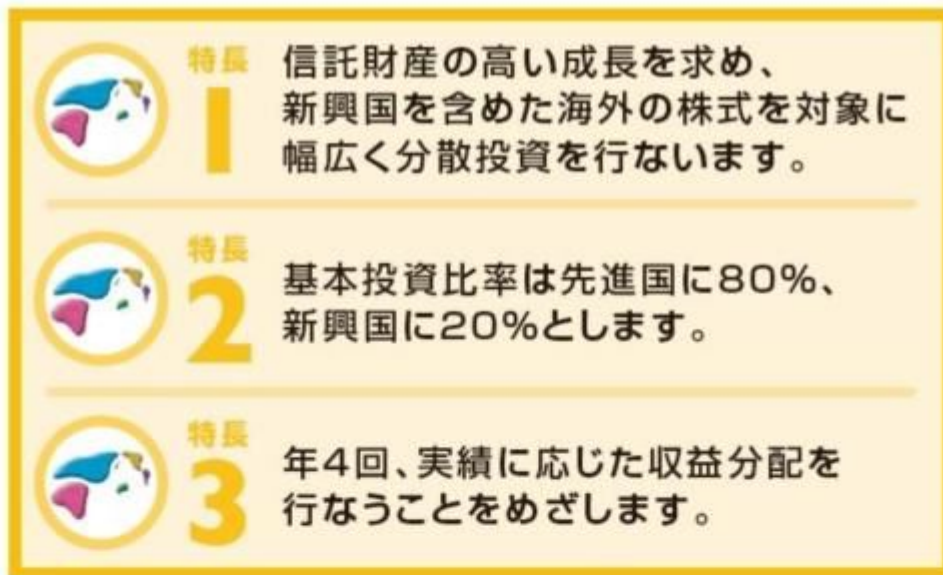 特長
1
信託財産の高い成長を求め、
新興国を含めた海外の株式を対象に
幅広く分散投資を行ないます。
特長
2
基本投資比率は先進国に80%、
新興国に20%とします。
特長
3
年4回、実績に応じた収益分配を
行なうことをめざします。